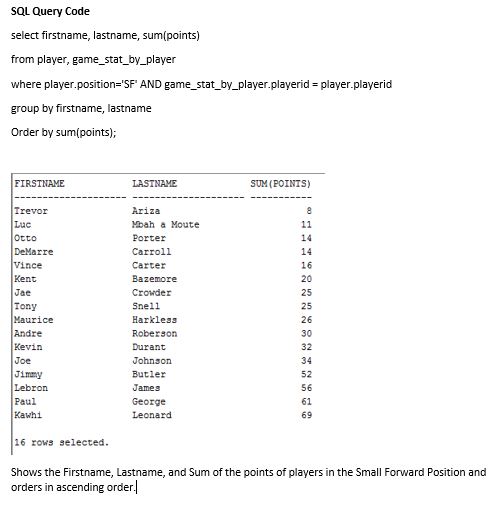 SQL Query Code
select firstname, lastname, sum(points)
from player, game_stat_by_player
where player.position='SF' AND game_stat_by_player.playerid = player.playerid
group by firstname, lastname
Order by sum(points);
FIRSTNAME LASTNAME SUM(POINTS)
-------------------- -------------------- -----------
Trevor Ariza 8
Luc Mbah a Moute 11
Otto Porter 14
DeMarre Carroll 14
Vince Carter 16
Kent Bazemore 20
Jae Crowder 25
Tony Snell 25
Maurice Harkless 26
Andre Roberson 30
Kevin Durant 32
Joe Johnson 34
Jimmy Butler 52
Lebron James 56
Paul George 61
Kawhi Leonard 69
16 rows selected.
Shows the Firstname, Lastname, and Sum of the points of players in the Small Forward Position and
orders in ascending order.